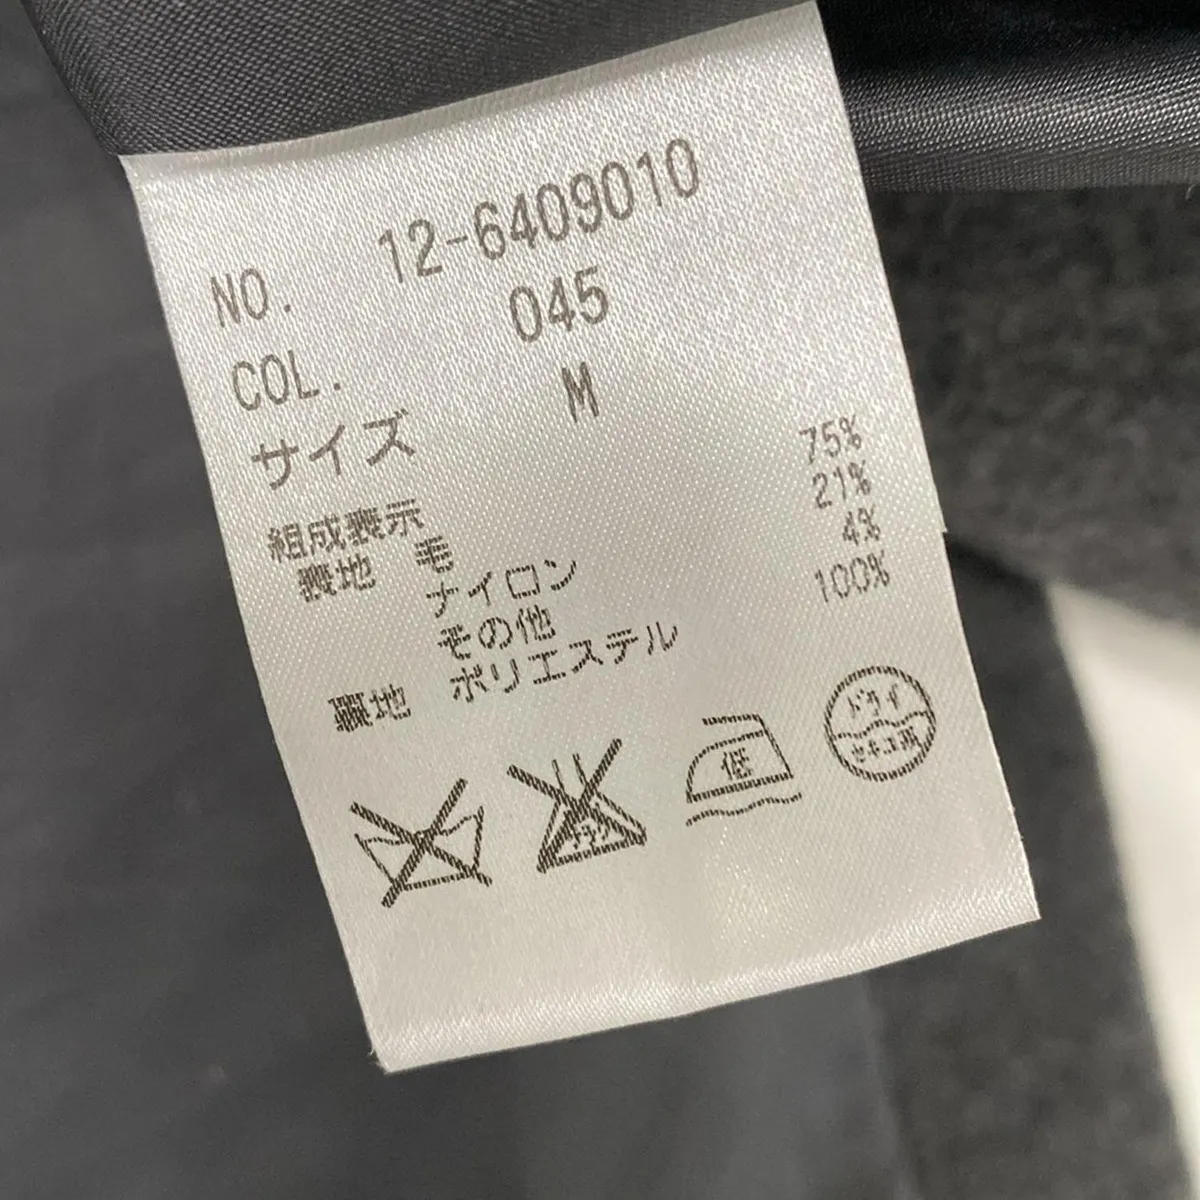 NO. 12-6409010
COL. 045
サイズ M
組成表示
表地 毛 75%
ナイロン 21%
その他 4%
裏地 ポリエステル 100%
低
ドライ
セキユ系